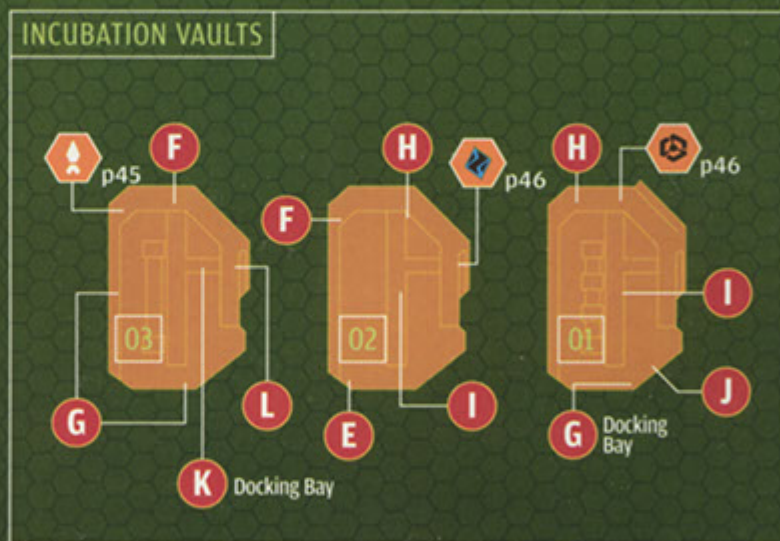 INCUBATION VAULTS
p45
F
H
p46
H
p46
F
I
03
02
01
G
L
E
I
G
Docking
Bay
J
K
Docking Bay